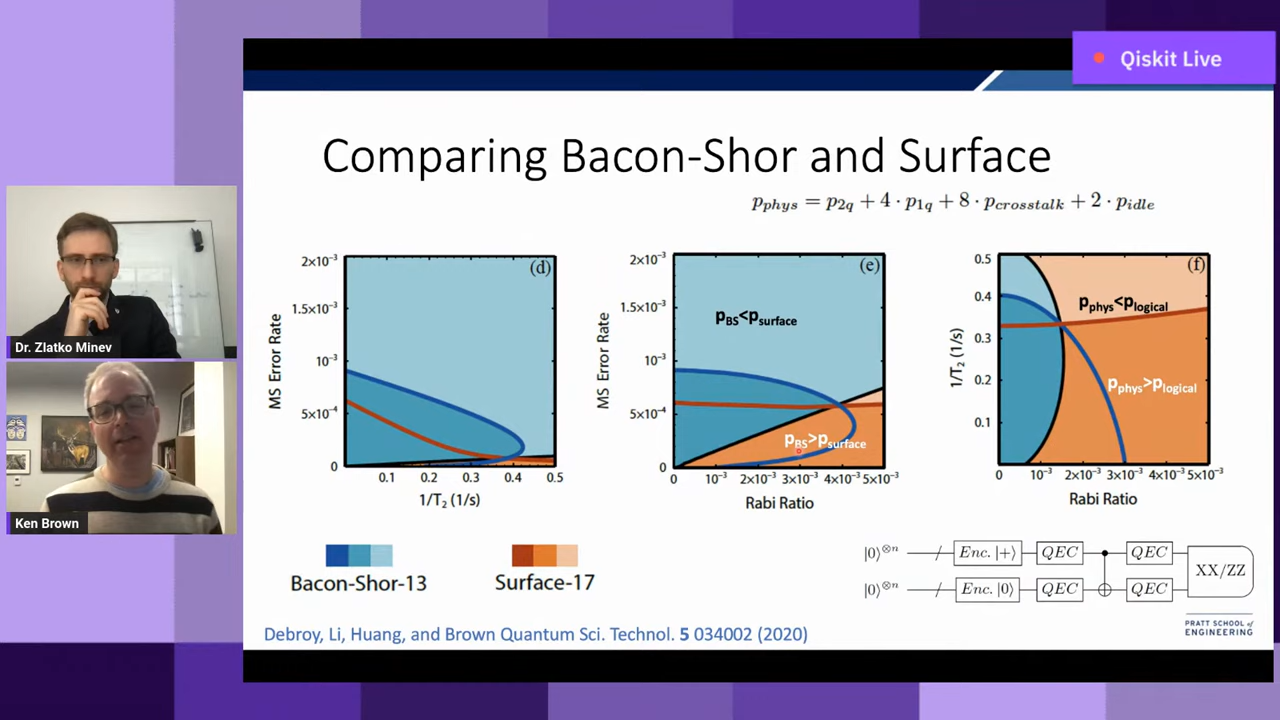 Qiskit Live
Comparing Bacon-Shor and Surface
p_phys = p_2q + 4 · p_1q + 8 · p_crosstalk + 2 · p_idle
Dr. Zlatko Minev
Ken Brown
(d)
MS Error Rate
2×10⁻³
1.5×10⁻³
10⁻³
5×10⁻⁴
0
0.1 0.2 0.3 0.4 0.5
1/T₂ (1/s)
(e)
MS Error Rate
2×10⁻³
1.5×10⁻³
10⁻³
5×10⁻⁴
0
p_BS<p_surface
p_BS>p_surface
0 10⁻³ 2×10⁻³ 3×10⁻³ 4×10⁻³ 5×10⁻³
Rabi Ratio
(f)
1/T₂ (1/s)
0.5
0.4
0.3
0.2
0.1
p_phys<p_logical
p_phys>p_logical
0 10⁻³ 2×10⁻³ 3×10⁻³ 4×10⁻³ 5×10⁻³
Rabi Ratio
Bacon-Shor-13
Surface-17
|0⟩^⊗n Enc. |+⟩ QEC QEC
|0⟩^⊗n Enc. |0⟩ QEC QEC
XX/ZZ
Debroy, Li, Huang, and Brown Quantum Sci. Technol. 5 034002 (2020)
PRATT SCHOOL of
ENGINEERING